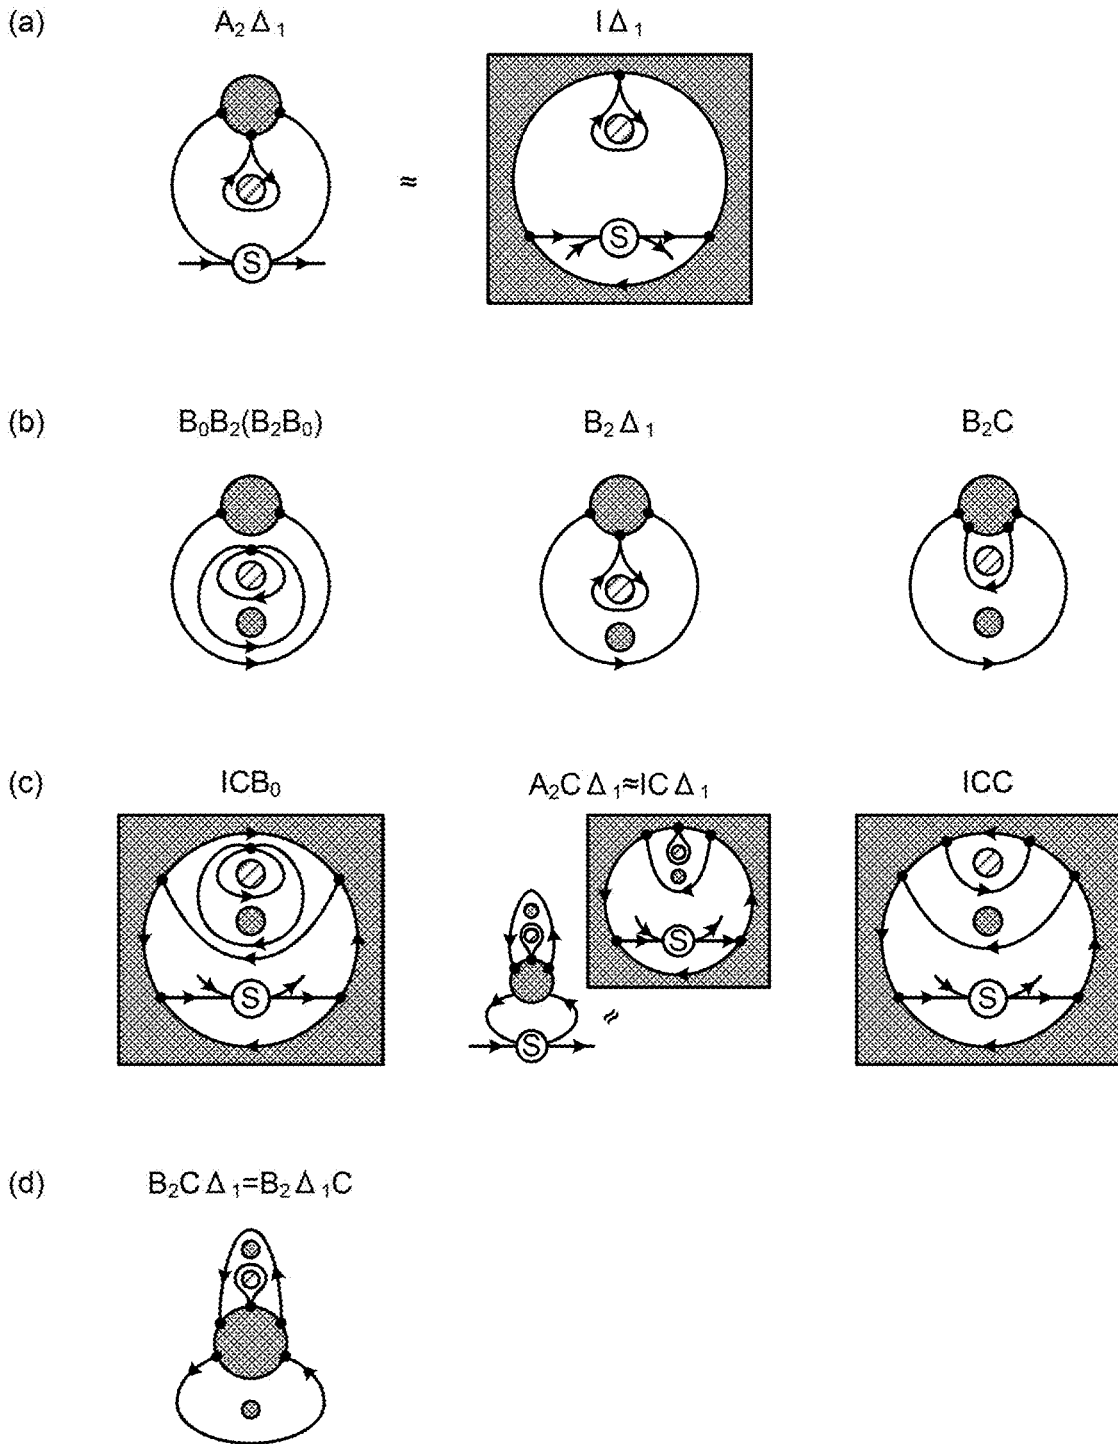 (a) A₂Δ₁ IΔ₁
≈
S S
(b) B₀B₂(B₂B₀) B₂Δ₁ B₂C
(c) ICB₀ A₂CΔ₁≈ICΔ₁ ICC
S
S S
≈
S
(d) B₂CΔ₁=B₂Δ₁C